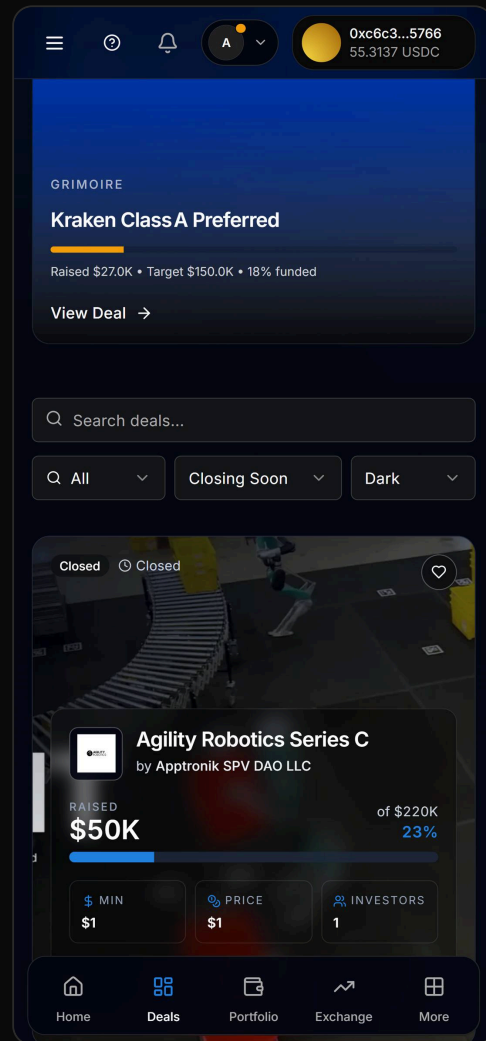 A
0xc6c3...5766
55.3137 USDC
GRIMOIRE
Kraken Class A Preferred
Raised $27.0K • Target $150.0K • 18% funded
View Deal →
Search deals...
All
Closing Soon
Dark
Closed
Closed
Agility Robotics Series C
by Apptronik SPV DAO LLC
RAISED
$50K
of $220K
23%
MIN
$1
PRICE
$1
INVESTORS
1
Home
Deals
Portfolio
Exchange
More